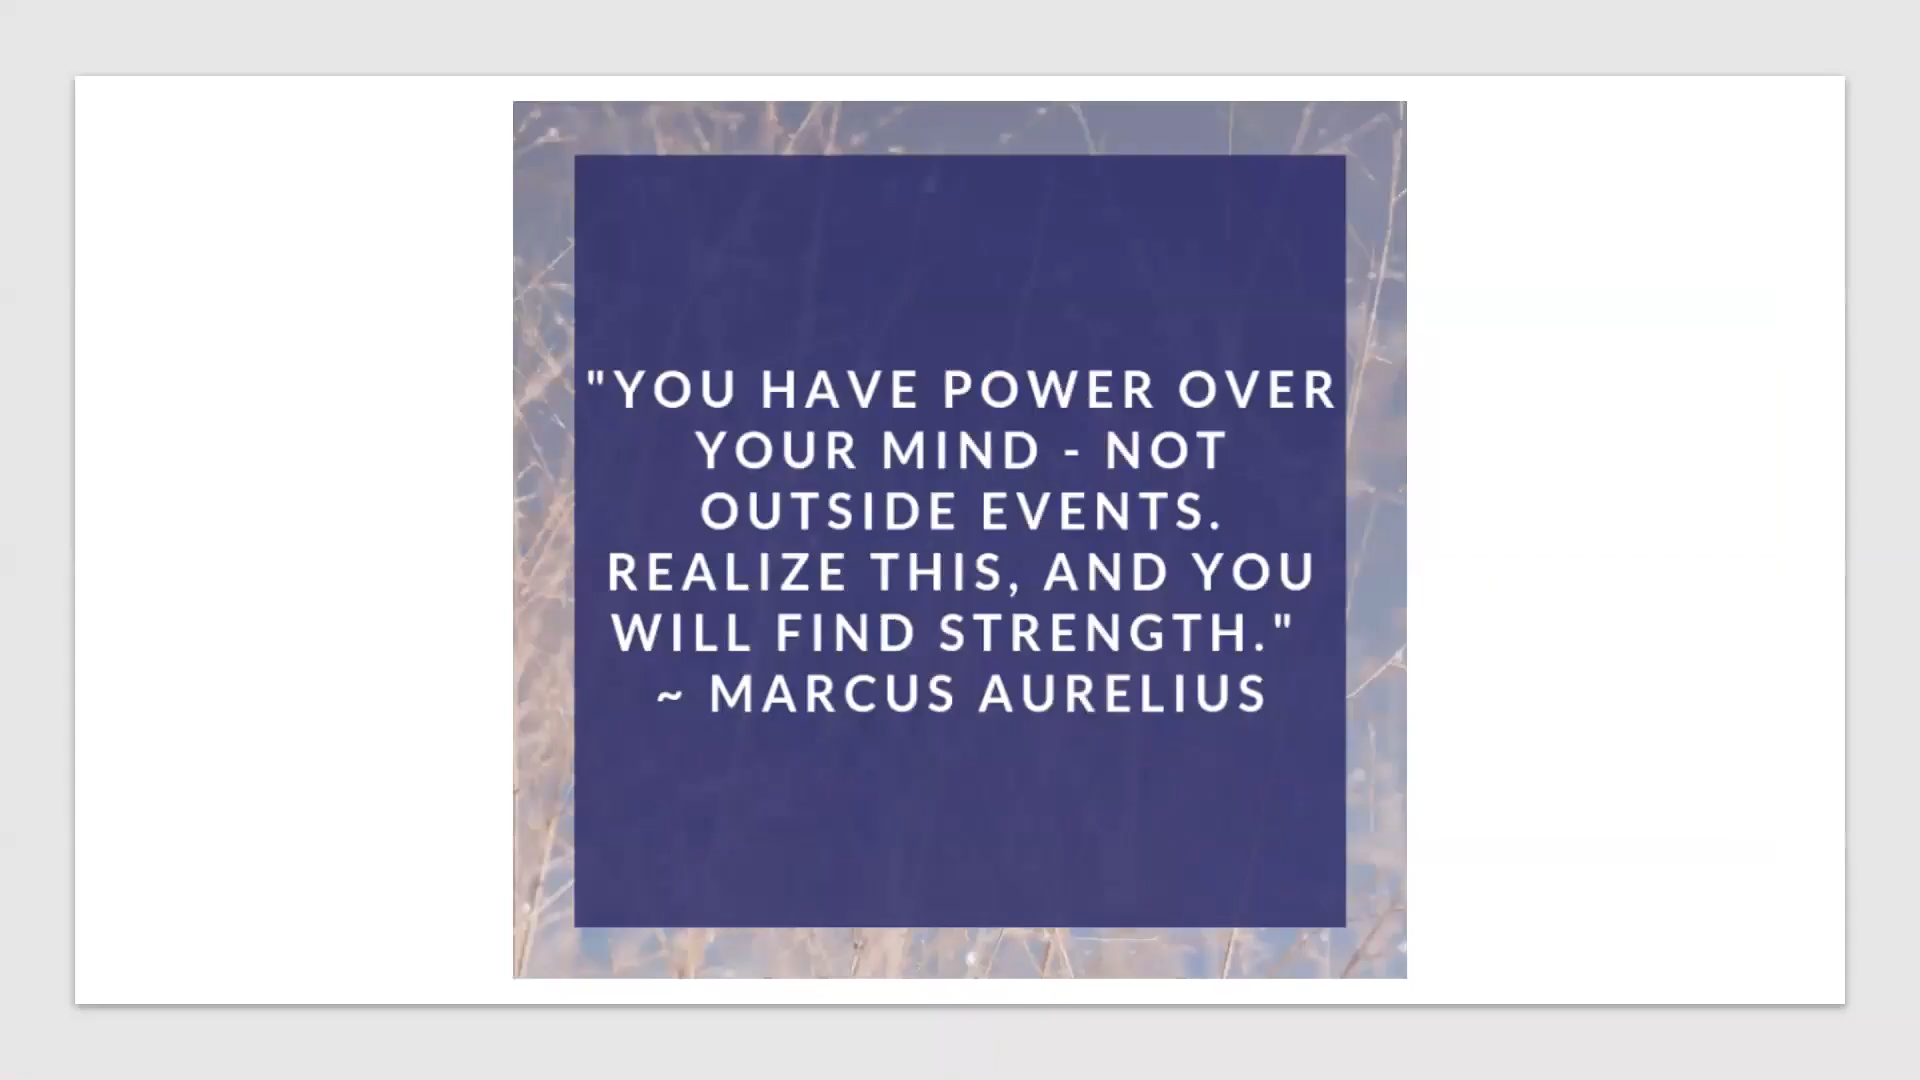 "YOU HAVE POWER OVER
YOUR MIND - NOT
OUTSIDE EVENTS.
REALIZE THIS, AND YOU
WILL FIND STRENGTH."
~ MARCUS AURELIUS